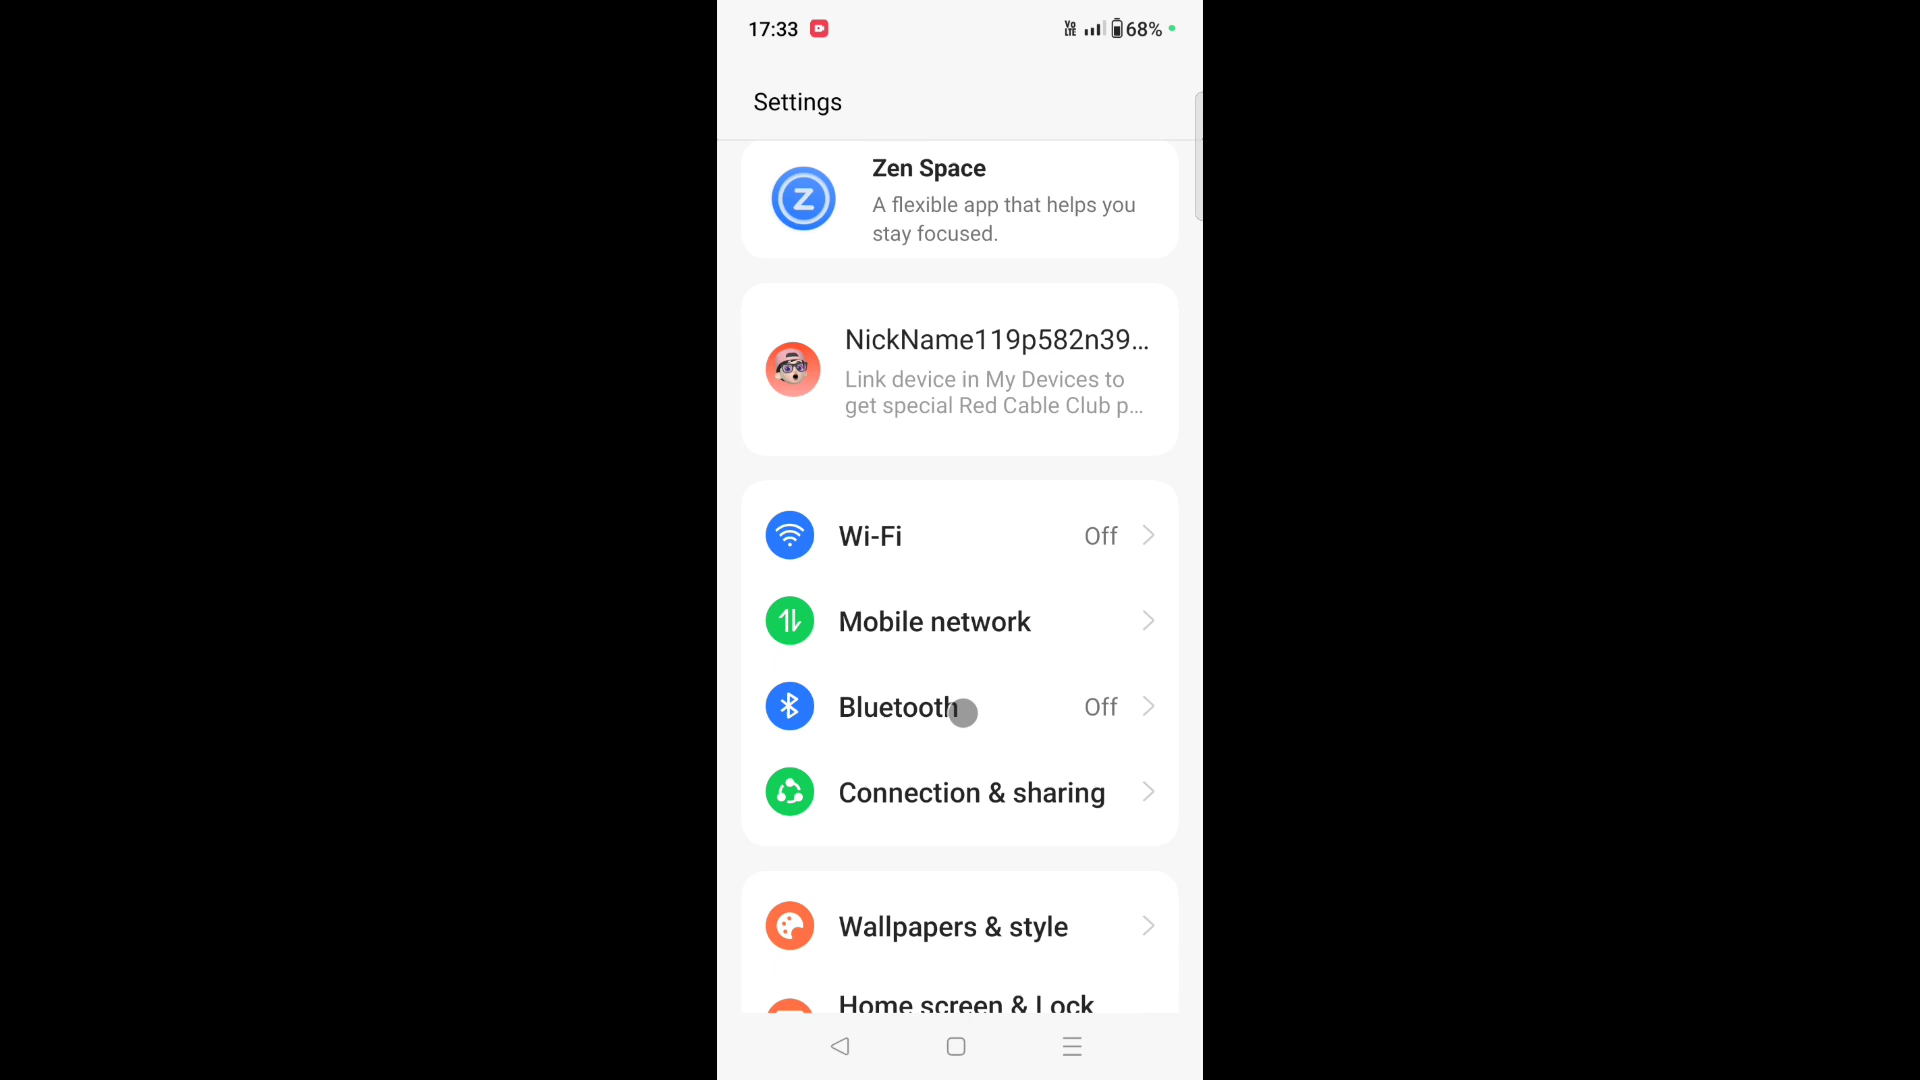 17:33 VoLTE 68%
Settings
Z
Zen Space
A flexible app that helps you
stay focused.
NickName119p582n39...
Link device in My Devices to
get special Red Cable Club p...
Wi-Fi Off
Mobile network
Bluetooth Off
Connection & sharing
Wallpapers & style
Home screen & Lock